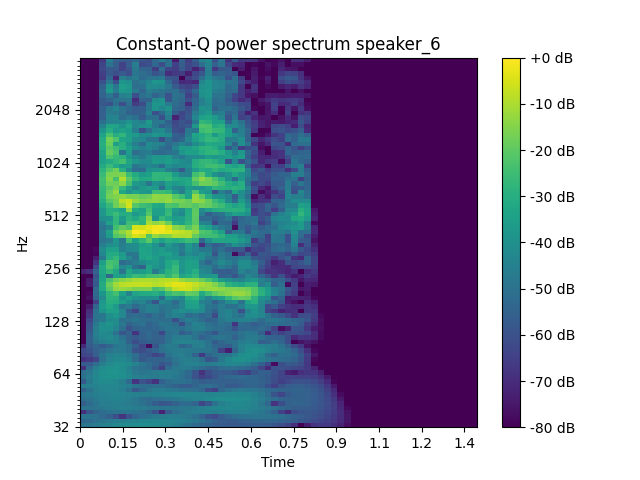 Constant-Q power spectrum speaker_6
Hz
2048
1024
512
256
128
64
32
0 0.15 0.3 0.45 0.6 0.75 0.9 1.1 1.2 1.4
Time
+0 dB
-10 dB
-20 dB
-30 dB
-40 dB
-50 dB
-60 dB
-70 dB
-80 dB